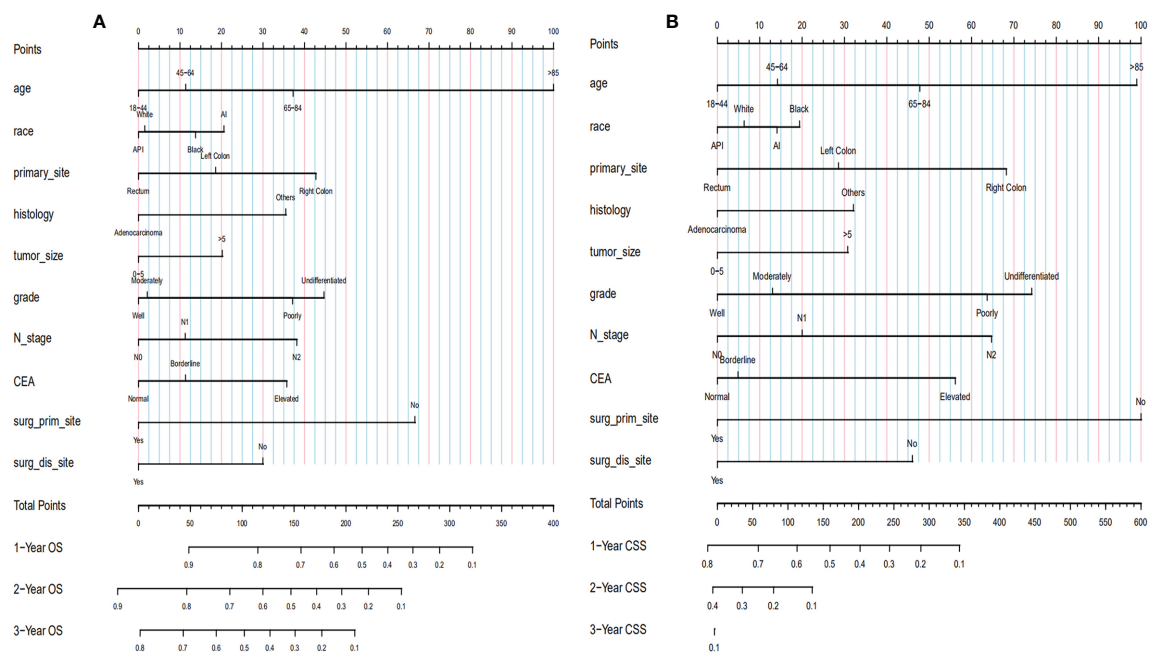 A
0 10 20 30 40 50 60 70 80 90 100
Points
45−64 >85
age
18−44 65−84
White AI
race
API Black
Left Colon
primary_site
Rectum Right Colon
Others
histology
Adenocarcinoma
>5
tumor_size
0−5
Moderately Undifferentiated
grade
Well Poorly
N1
N_stage
N0 N2
Borderline
CEA
Normal Elevated
No
surg_prim_site
Yes
No
surg_dis_site
Yes
Total Points
0 50 100 150 200 250 300 350 400
1−Year OS
0.9 0.8 0.7 0.6 0.5 0.4 0.3 0.2 0.1
2−Year OS
0.9 0.8 0.7 0.6 0.5 0.4 0.3 0.2 0.1
3−Year OS
0.8 0.7 0.6 0.5 0.4 0.3 0.2 0.1
B
0 10 20 30 40 50 60 70 80 90 100
Points
45−64 >85
age
18−44 65−84
White Black
race
API AI
Left Colon
primary_site
Rectum Right Colon
Others
histology
Adenocarcinoma
>5
tumor_size
0−5
Moderately Undifferentiated
grade
Well Poorly
N1
N_stage
N0 N2
Borderline
CEA
Normal Elevated
No
surg_prim_site
Yes
No
surg_dis_site
Yes
Total Points
0 50 100 150 200 250 300 350 400 450 500 550 600
1−Year CSS
0.8 0.7 0.6 0.5 0.4 0.3 0.2 0.1
2−Year CSS
0.4 0.3 0.2 0.1
3−Year CSS
0.1